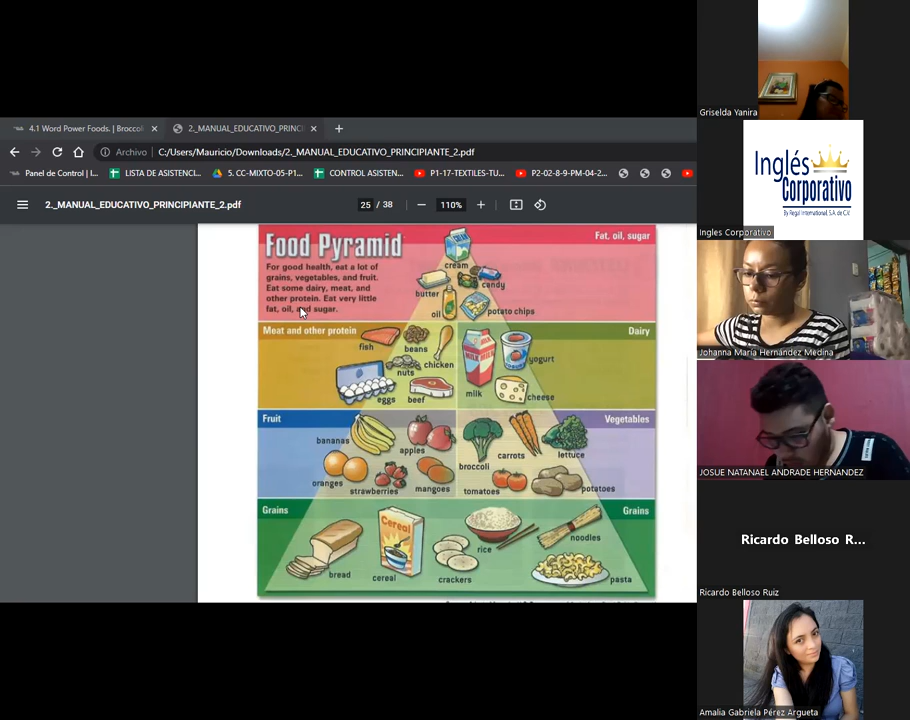 4.1 Word Power Foods. | Broccoli
2._MANUAL_EDUCATIVO_PRINCI
Archivo
C:/Users/Mauricio/Downloads/2._MANUAL_EDUCATIVO_PRINCIPIANTE_2.pdf
Panel de Control | I...
LISTA DE ASISTENCI...
5. CC-MIXTO-05-P1...
CONTROL ASISTEN...
P1-17-TEXTILES-TU...
P2-02-8-9-PM-04-2...
2._MANUAL_EDUCATIVO_PRINCIPIANTE_2.pdf
25 / 38
110%
Food Pyramid
For good health, eat a lot of
grains, vegetables, and fruit.
Eat some dairy, meat, and
other protein. Eat very little
fat, oil, and sugar.
Fat, oil, sugar
cream
butter
candy
oil
potato chips
Meat and other protein
Dairy
fish
beans
chicken
nuts
eggs
beef
MILK
yogurt
milk
cheese
Fruit
Vegetables
bananas
apples
oranges
strawberries
mangoes
broccoli
carrots
lettuce
tomatoes
potatoes
Grains
Grains
Cereal
bread
cereal
crackers
rice
noodles
pasta
Griselda Yanira
Inglés
Corporativo
By Regal International, S.A. de C.V.
Ingles Corporativo
Johanna María Hernández Medina
JOSUE NATANAEL ANDRADE HERNANDEZ
Ricardo Belloso R...
Ricardo Belloso Ruiz
Amalia Gabriela Pérez Argueta